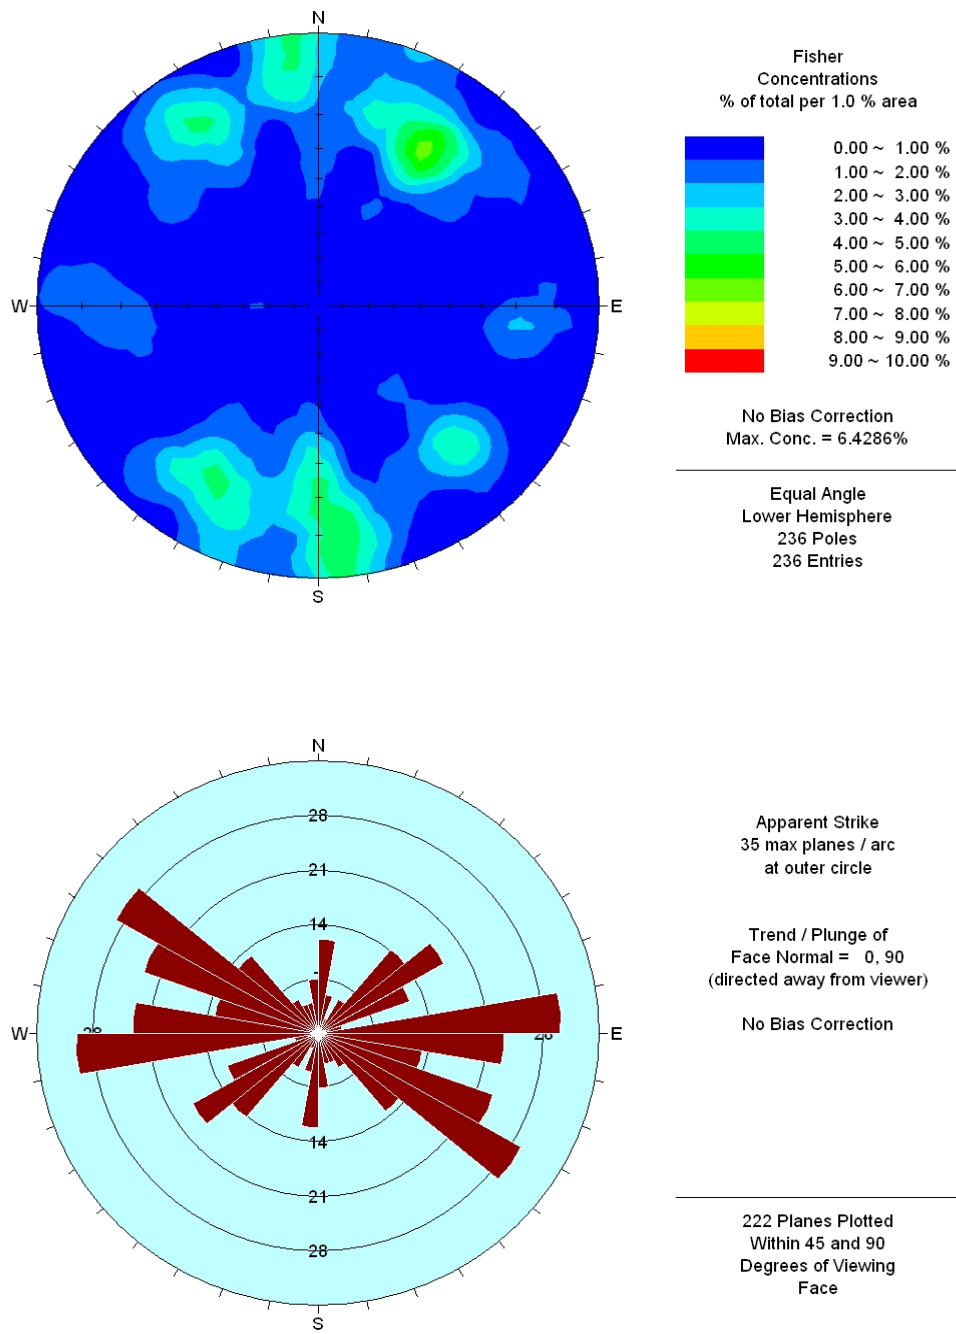 N
W
E
S
Fisher
Concentrations
% of total per 1.0 % area
0.00 ~ 1.00 %
1.00 ~ 2.00 %
2.00 ~ 3.00 %
3.00 ~ 4.00 %
4.00 ~ 5.00 %
5.00 ~ 6.00 %
6.00 ~ 7.00 %
7.00 ~ 8.00 %
8.00 ~ 9.00 %
9.00 ~ 10.00 %
No Bias Correction
Max. Conc. = 6.4286%
Equal Angle
Lower Hemisphere
236 Poles
236 Entries
N
28
21
14
W
28
28
E
14
21
28
S
Apparent Strike
35 max planes / arc
at outer circle
Trend / Plunge of
Face Normal = 0, 90
(directed away from viewer)
No Bias Correction
222 Planes Plotted
Within 45 and 90
Degrees of Viewing
Face